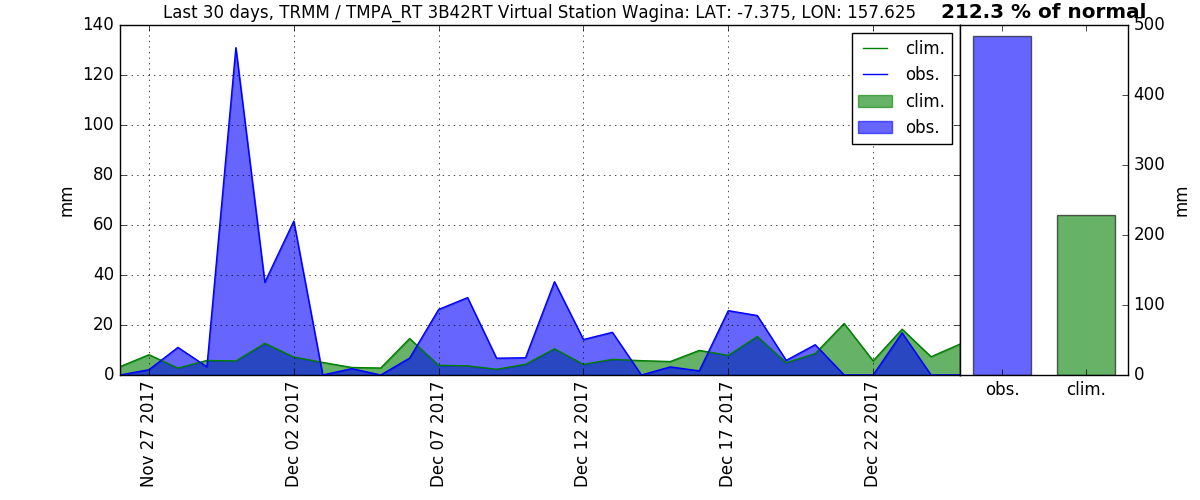 Last 30 days, TRMM / TMPA_RT 3B42RT Virtual Station Wagina: LAT: -7.375, LON: 157.625
212.3 % of normal
140
120
100
80
60
40
20
0
mm
clim.
obs.
clim.
obs.
Nov 27 2017
Dec 02 2017
Dec 07 2017
Dec 12 2017
Dec 17 2017
Dec 22 2017
500
400
300
200
100
0
mm
obs.
clim.